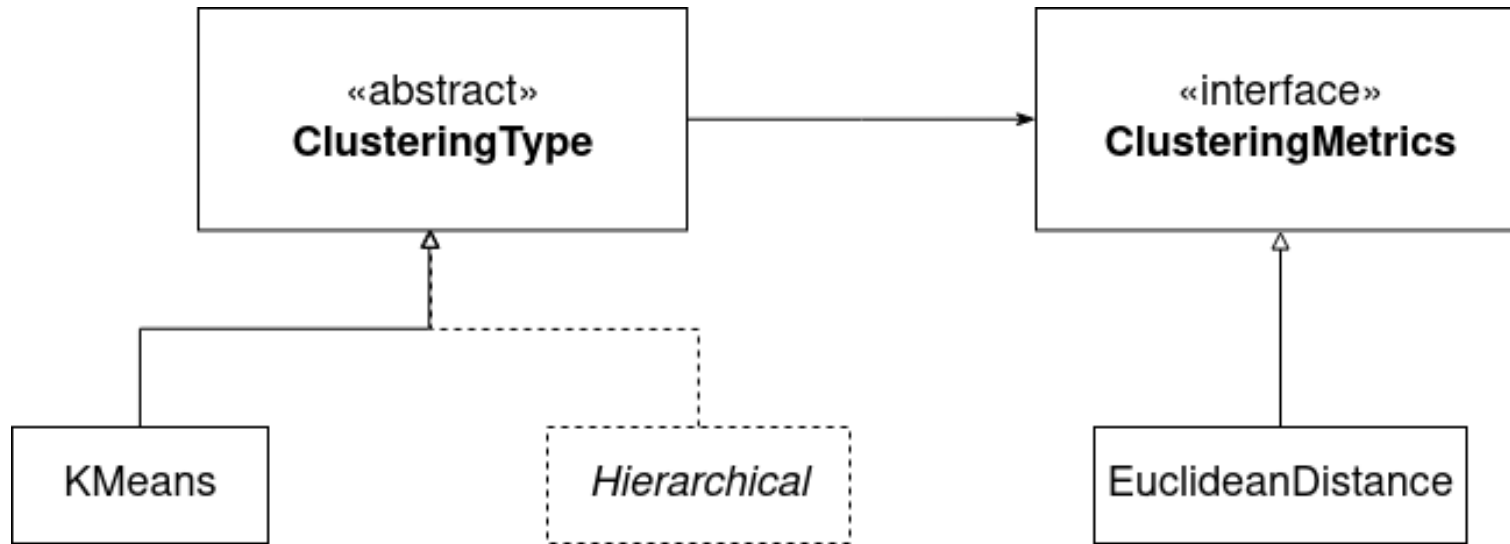 «abstract»
ClusteringType
«interface»
ClusteringMetrics
KMeans
Hierarchical
EuclideanDistance